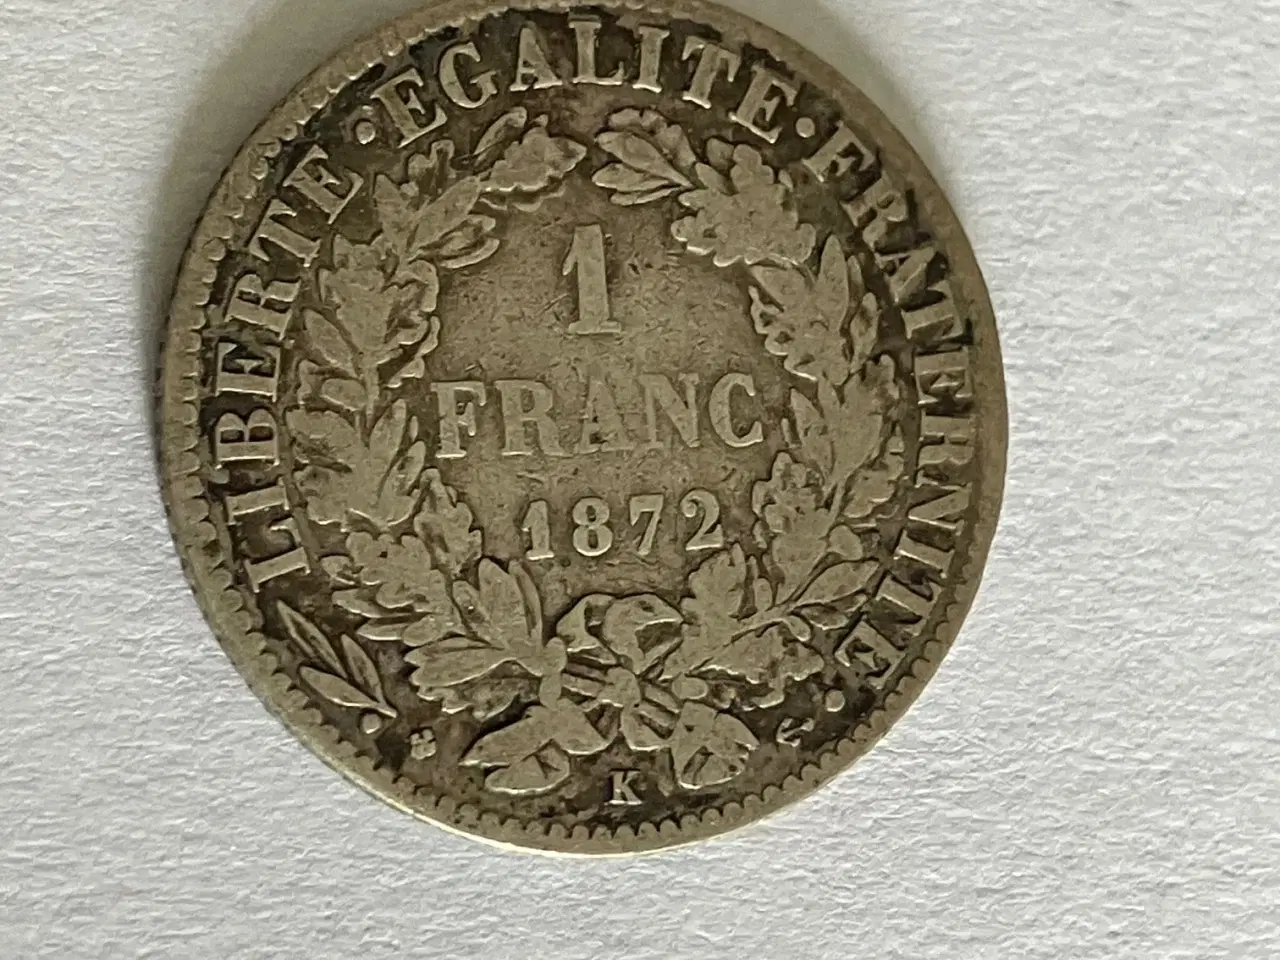 LIBERTE · EGALITE · FRATERNITE ·
1
FRANC
1872
K